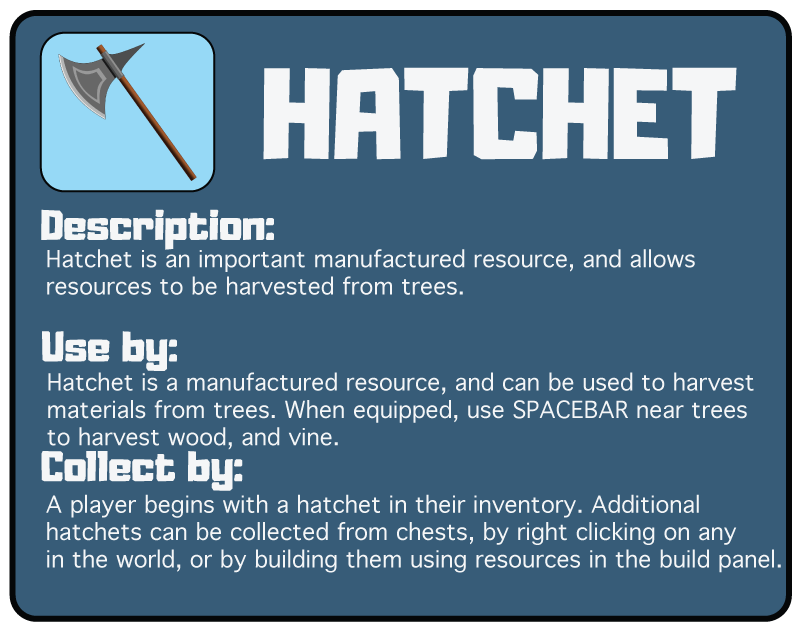 HATCHET
Description:
Hatchet is an important manufactured resource, and allows
resources to be harvested from trees.
Use by:
Hatchet is a manufactured resource, and can be used to harvest
materials from trees. When equipped, use SPACEBAR near trees
to harvest wood, and vine.
Collect by:
A player begins with a hatchet in their inventory. Additional
hatchets can be collected from chests, by right clicking on any
in the world, or by building them using resources in the build panel.